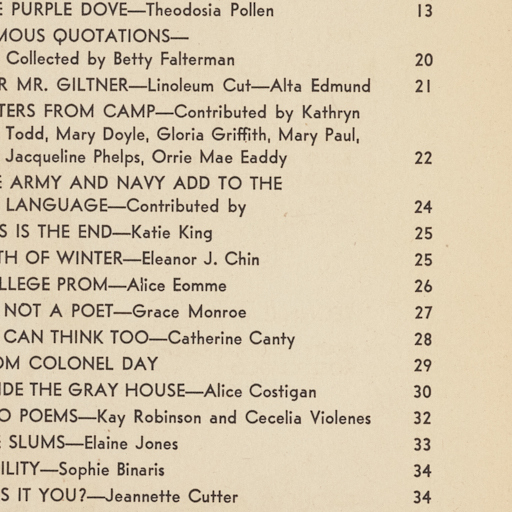 E PURPLE DOVE—Theodosia Pollen 13
MOUS QUOTATIONS—
Collected by Betty Falterman 20
R MR. GILTNER—Linoleum Cut—Alta Edmund 21
TERS FROM CAMP—Contributed by Kathryn
Todd, Mary Doyle, Gloria Griffith, Mary Paul,
Jacqueline Phelps, Orrie Mae Eaddy 22
E ARMY AND NAVY ADD TO THE
LANGUAGE—Contributed by 24
S IS THE END—Katie King 25
TH OF WINTER—Eleanor J. Chin 25
LLEGE PROM—Alice Eomme 26
NOT A POET—Grace Monroe 27
CAN THINK TOO—Catherine Canty 28
OM COLONEL DAY 29
IDE THE GRAY HOUSE—Alice Costigan 30
O POEMS—Kay Robinson and Cecelia Violenes 32
E SLUMS—Elaine Jones 33
ILITY—Sophie Binaris 34
S IT YOU?—Jeannette Cutter 34